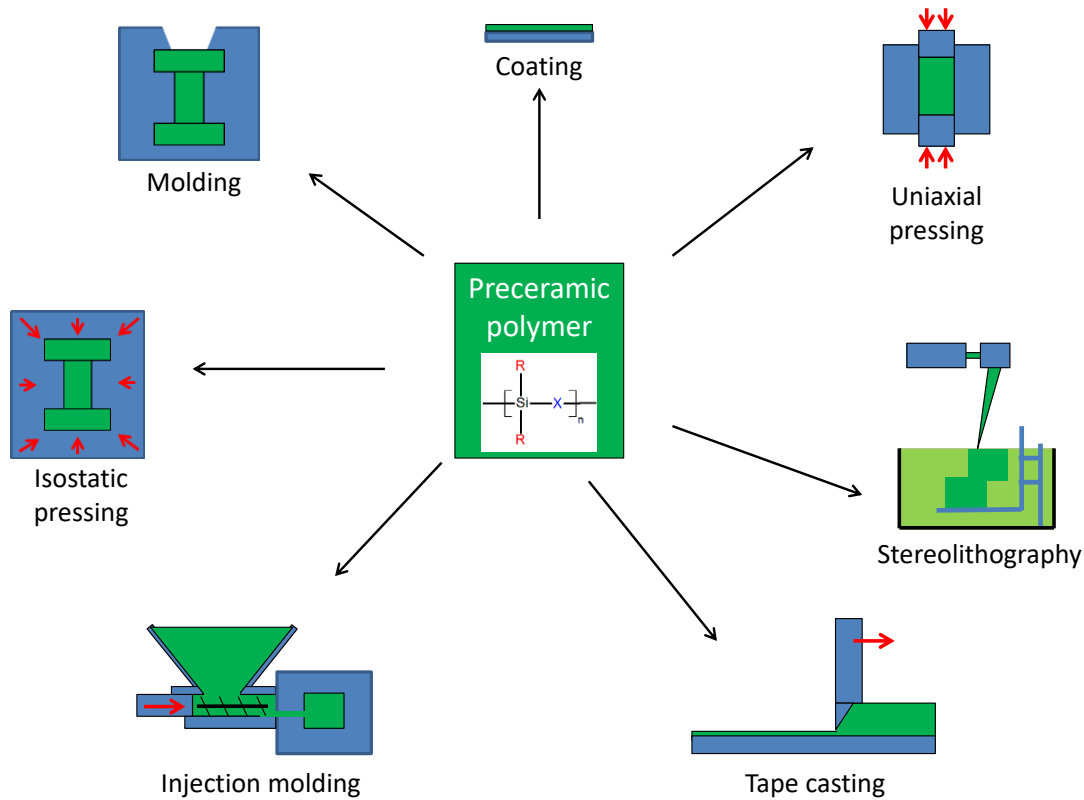 Coating
Molding
Uniaxial
pressing
Preceramic
polymer
R
Si
X
n
R
Isostatic
pressing
Stereolithography
Injection molding
Tape casting